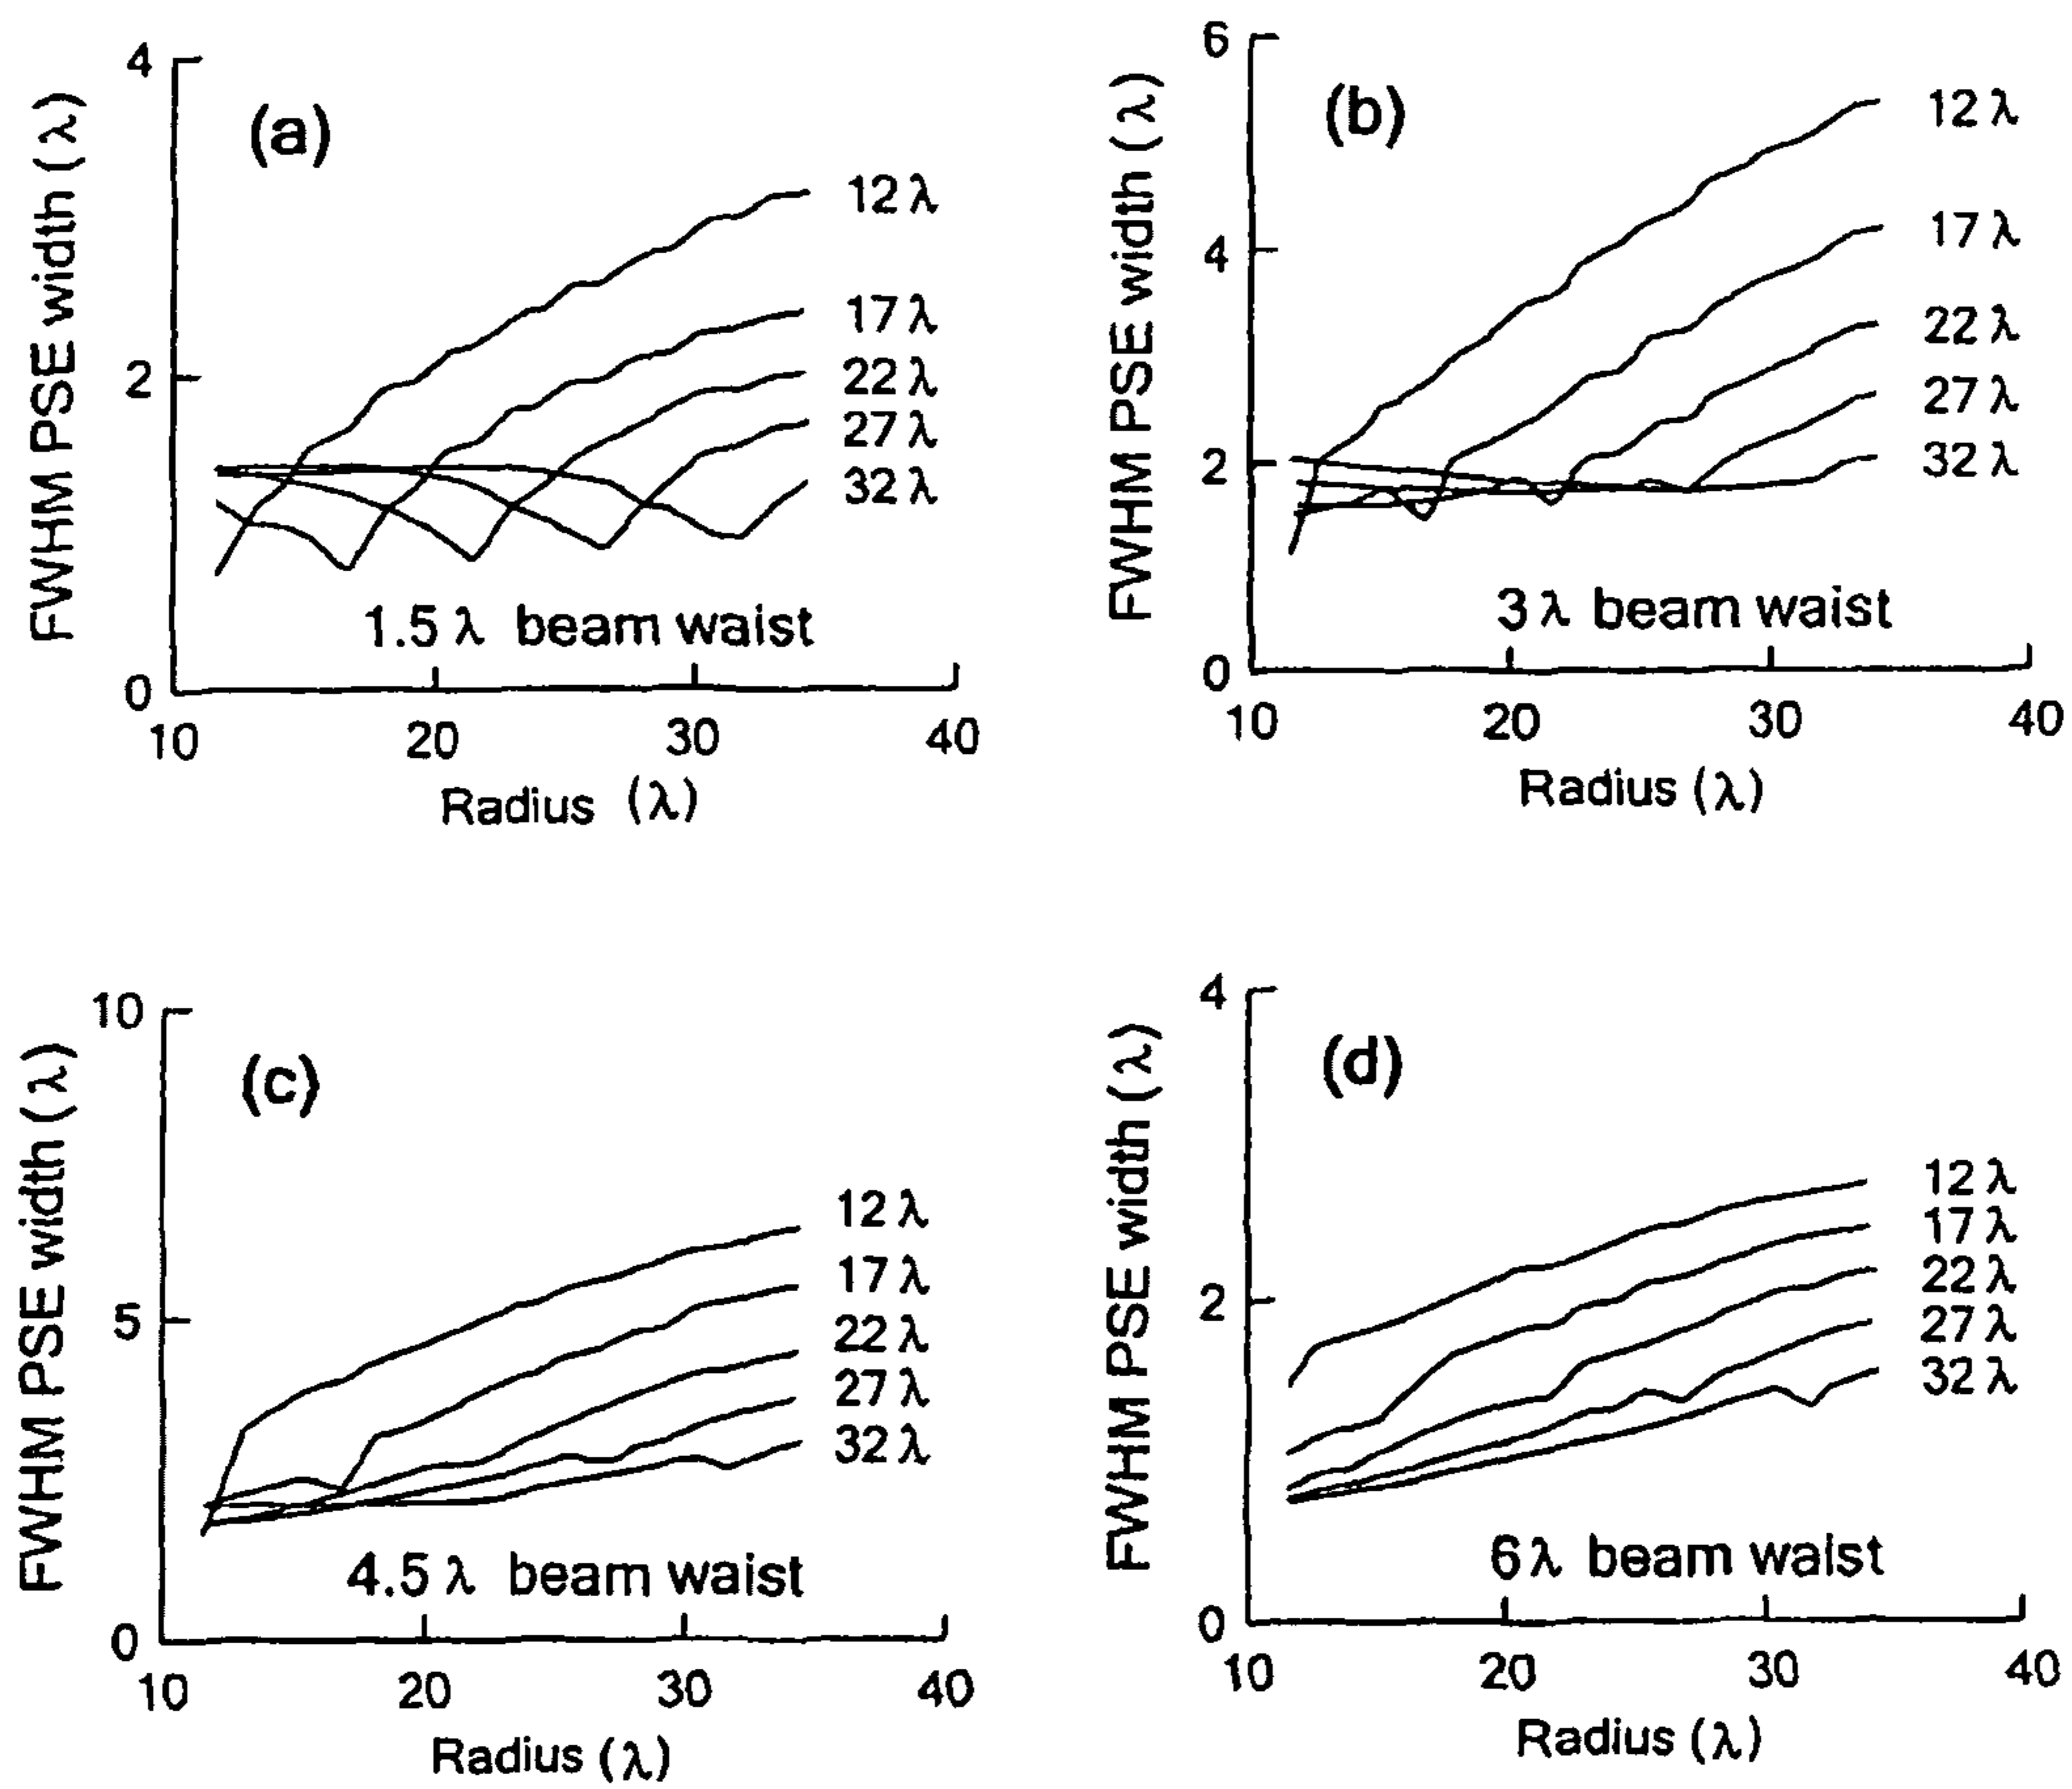 (a)
FWHM PSE width (λ)
4
2
0
12 λ
17 λ
22 λ
27 λ
32 λ
1.5 λ beam waist
10 20 30 40
Radius (λ)
(b)
FWHM PSE width (λ)
6
4
2
0
12 λ
17 λ
22 λ
27 λ
32 λ
3 λ beam waist
10 20 30 40
Radius (λ)
(c)
FWHM PSE width (λ)
10
5
0
12 λ
17 λ
22 λ
27 λ
32 λ
4.5 λ beam waist
10 20 30 40
Radius (λ)
(d)
FWHM PSE width (λ)
4
2
0
12 λ
17 λ
22 λ
27 λ
32 λ
6 λ beam waist
10 20 30 40
Radius (λ)